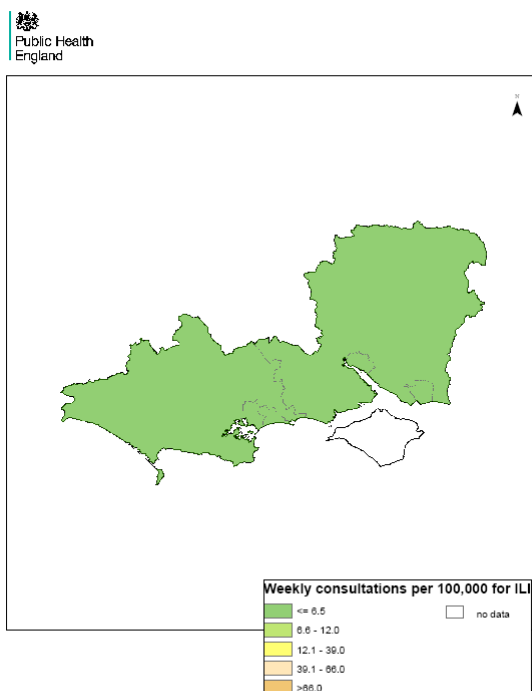 Public Health
England
N
Weekly consultations per 100,000 for ILI
<= 6.5
6.6 - 12.0
12.1 - 39.0
39.1 - 66.0
>66.0
no data